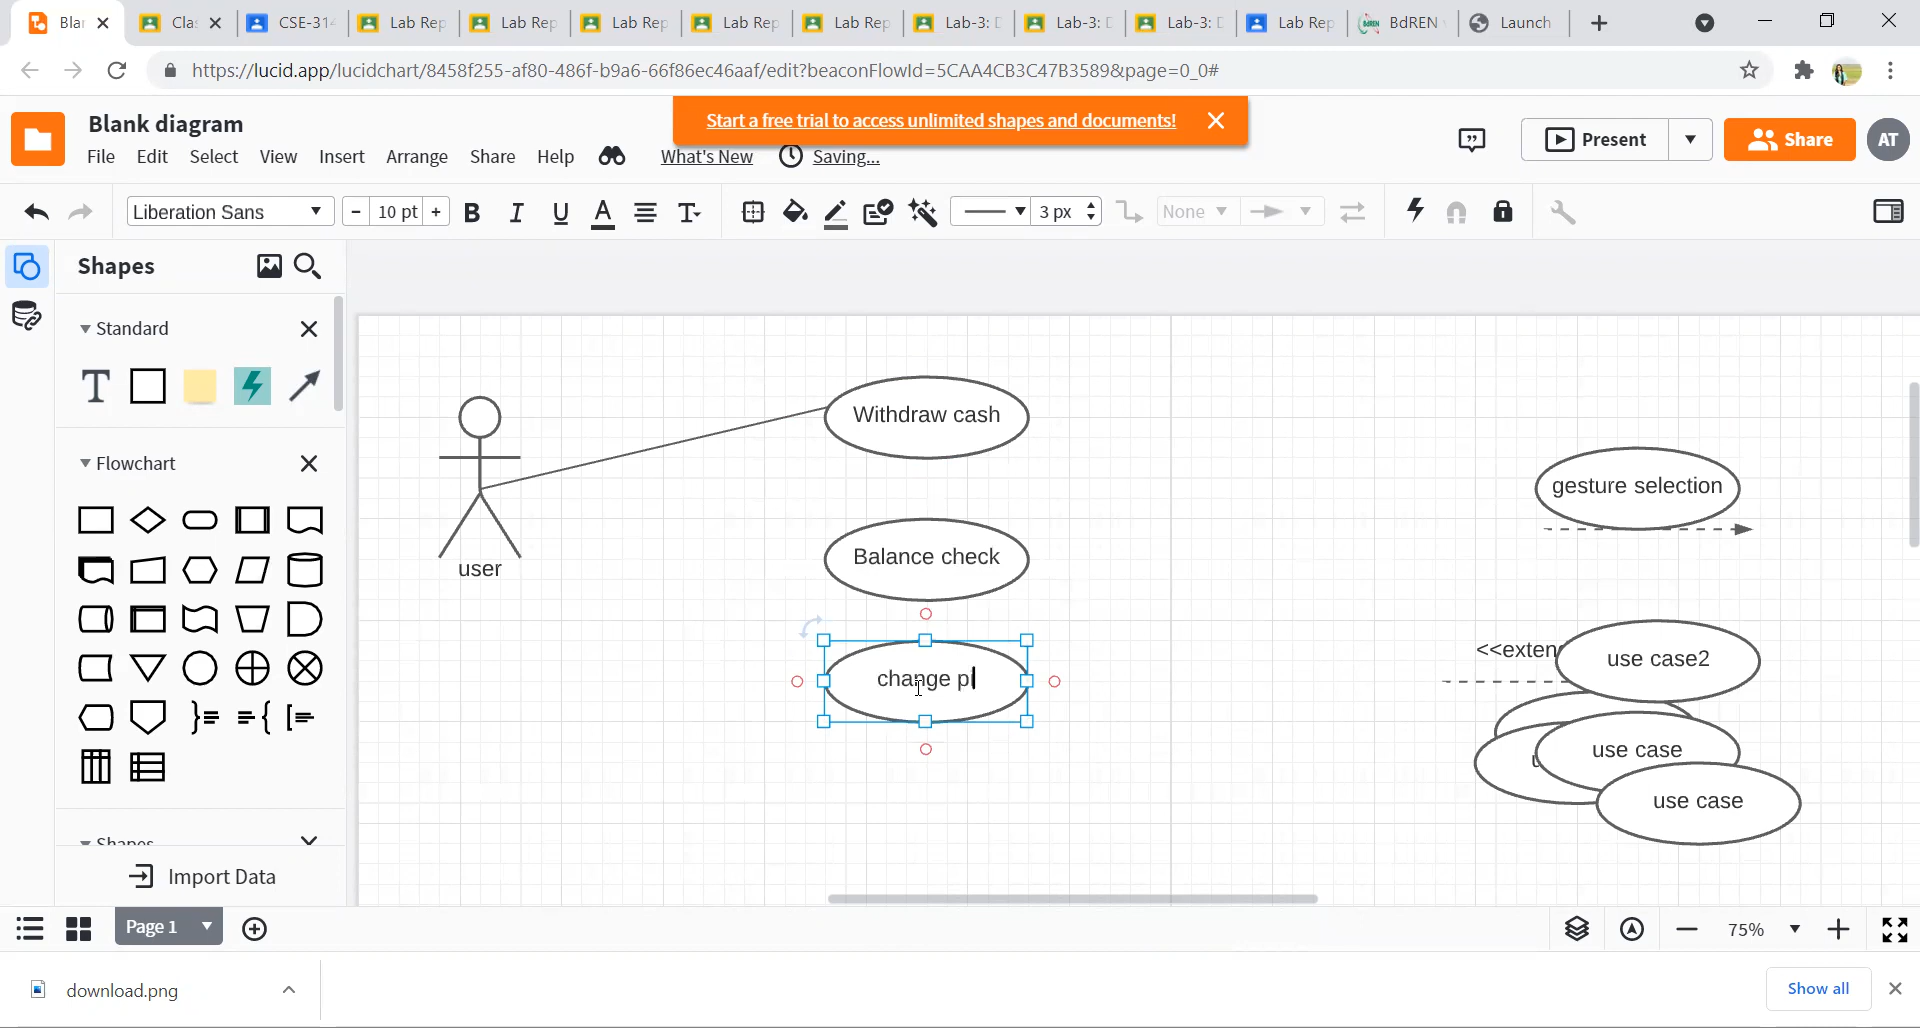 Blar
Clas
CSE-314
Lab Rep
Lab Rep
Lab Rep
Lab Rep
Lab Rep
Lab-3: D
Lab-3: D
Lab-3: D
Lab Rep
BdREN
Launch
https://lucid.app/lucidchart/8458f255-af80-486f-b9a6-66f86ec46aaf/edit?beaconFlowId=5CAA4CB3C47B3589&page=0_0#
Blank diagram
Start a free trial to access unlimited shapes and documents!
File Edit Select View Insert Arrange Share Help What's New Saving...
Present
Share
AT
Liberation Sans
- 10 pt +
B I U A T
3 px
None
Shapes
Standard
T
Flowchart
Shapes
Import Data
Withdraw cash
user
Balance check
change pl
gesture selection
<<exten
use case2
use case
use case
Page 1
75%
download.png
Show all